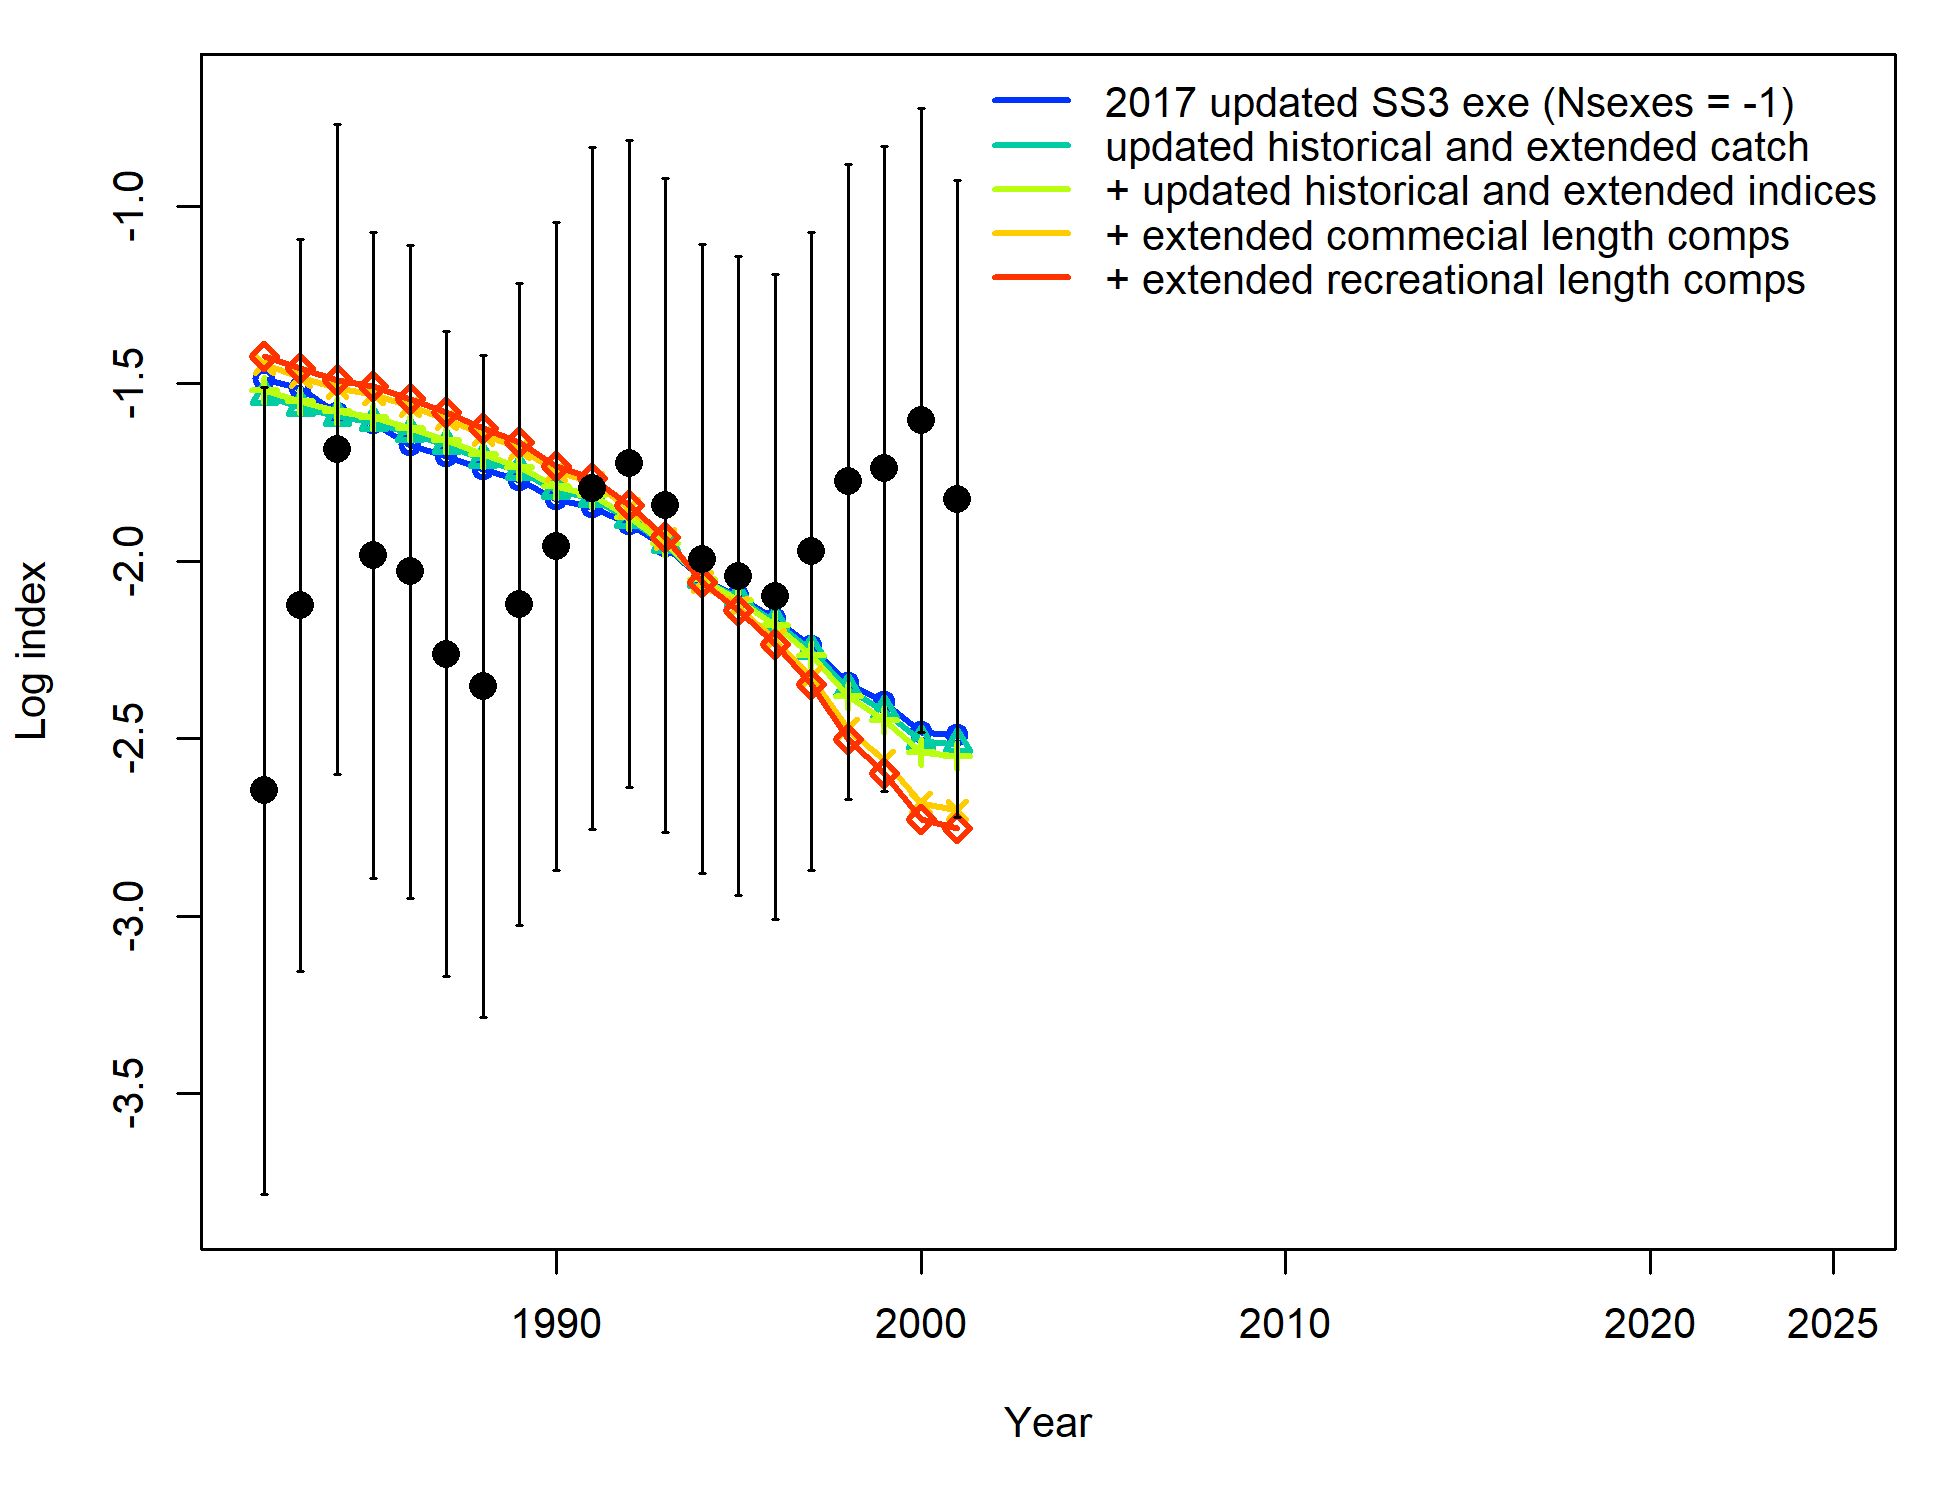 2017 updated SS3 exe (Nsexes = -1)
updated historical and extended catch
+ updated historical and extended indices
+ extended commecial length comps
+ extended recreational length comps
Log index
-1.0
-1.5
-2.0
-2.5
-3.0
-3.5
1990 2000 2010 2020 2025
Year